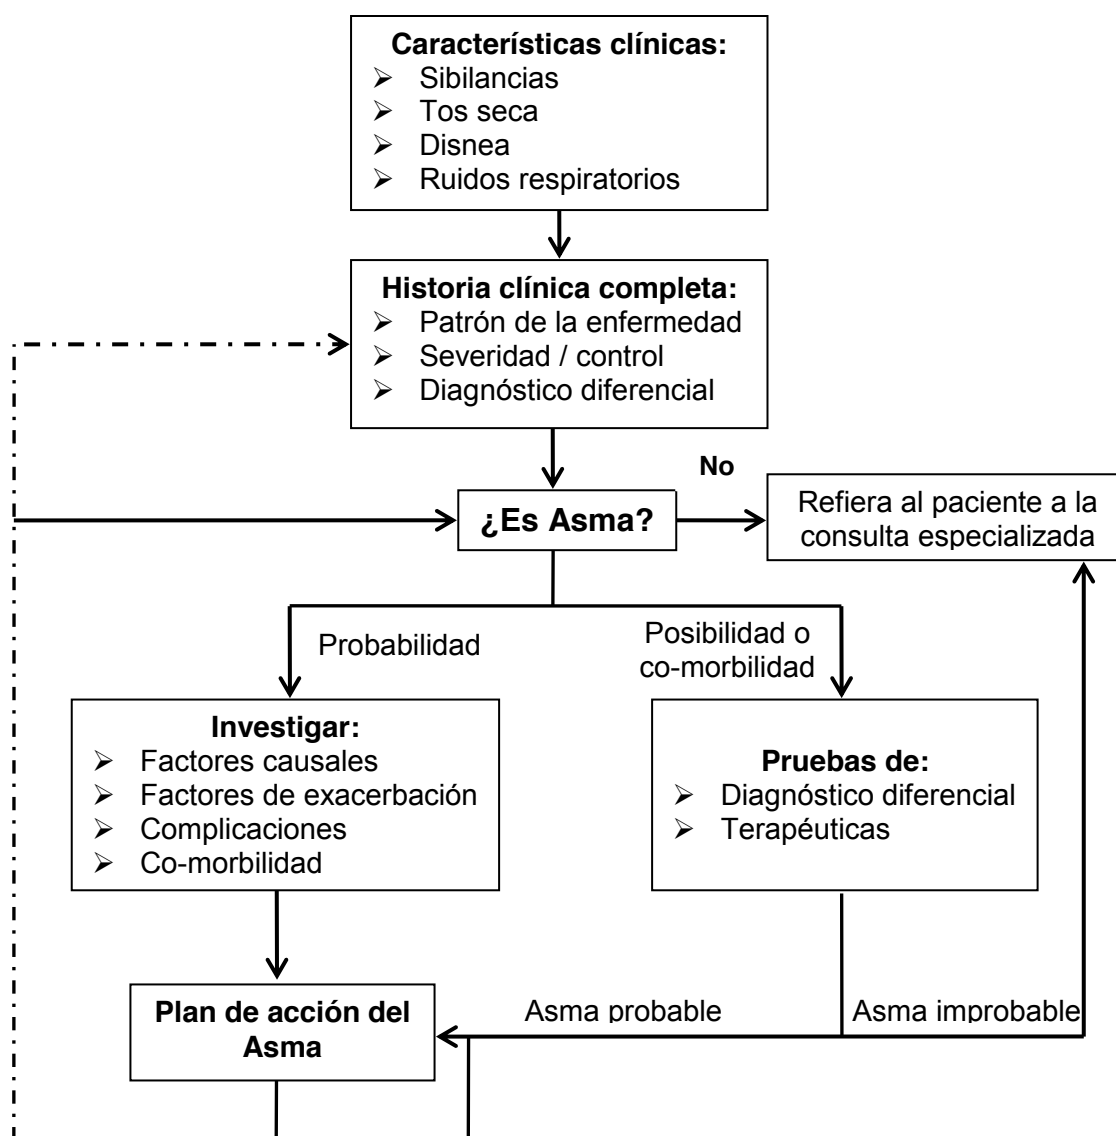 Características clínicas:
➢ Sibilancias
➢ Tos seca
➢ Disnea
➢ Ruidos respiratorios
Historia clínica completa:
➢ Patrón de la enfermedad
➢ Severidad / control
➢ Diagnóstico diferencial
No
¿Es Asma?
Refiera al paciente a la
consulta especializada
Probabilidad
Posibilidad o
co-morbilidad
Investigar:
➢ Factores causales
➢ Factores de exacerbación
➢ Complicaciones
➢ Co-morbilidad
Pruebas de:
➢ Diagnóstico diferencial
➢ Terapéuticas
Plan de acción del
Asma
Asma probable
Asma improbable